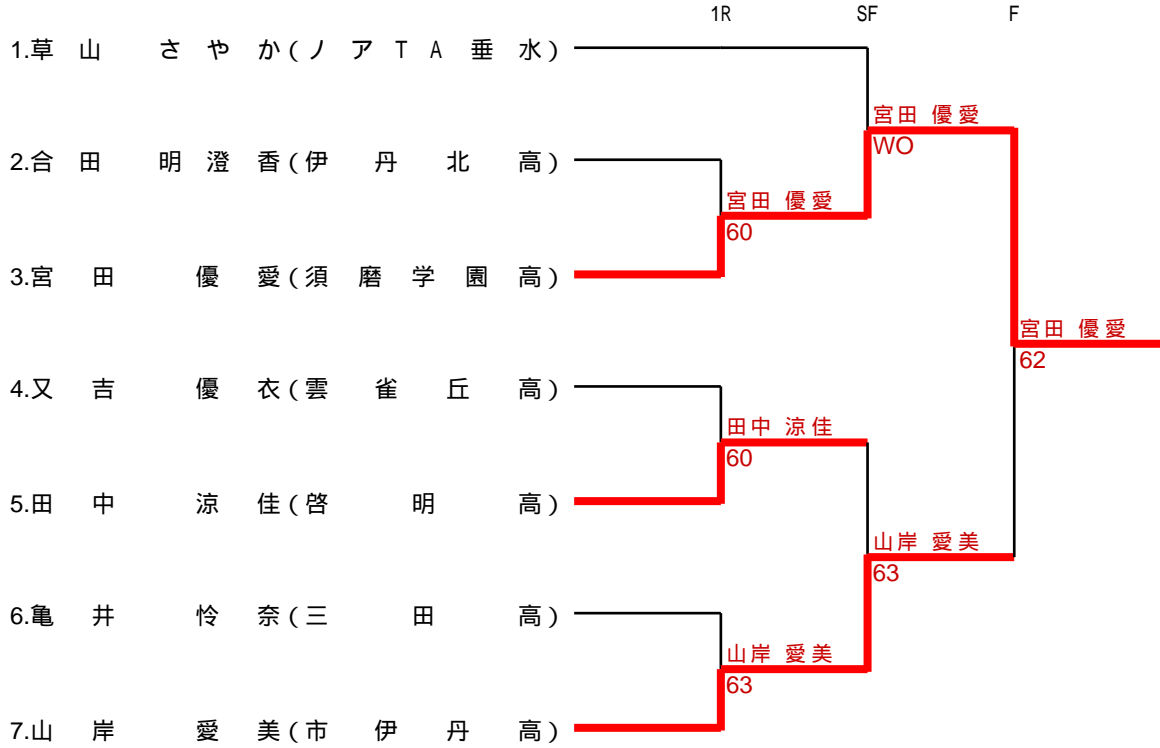 1R SF F
1.草山 さやか(ノアTA垂水)
宮田 優愛
WO
2.合田 明澄香(伊丹北高)
宮田 優愛
60
3.宮田 優愛(須磨学園高)
宮田 優愛
62
4.又吉 優衣(雲雀丘高)
田中 涼佳
60
5.田中 涼佳(啓明高)
山岸 愛美
63
6.亀井 怜奈(三田高)
山岸 愛美
63
7.山岸 愛美(市伊丹高)